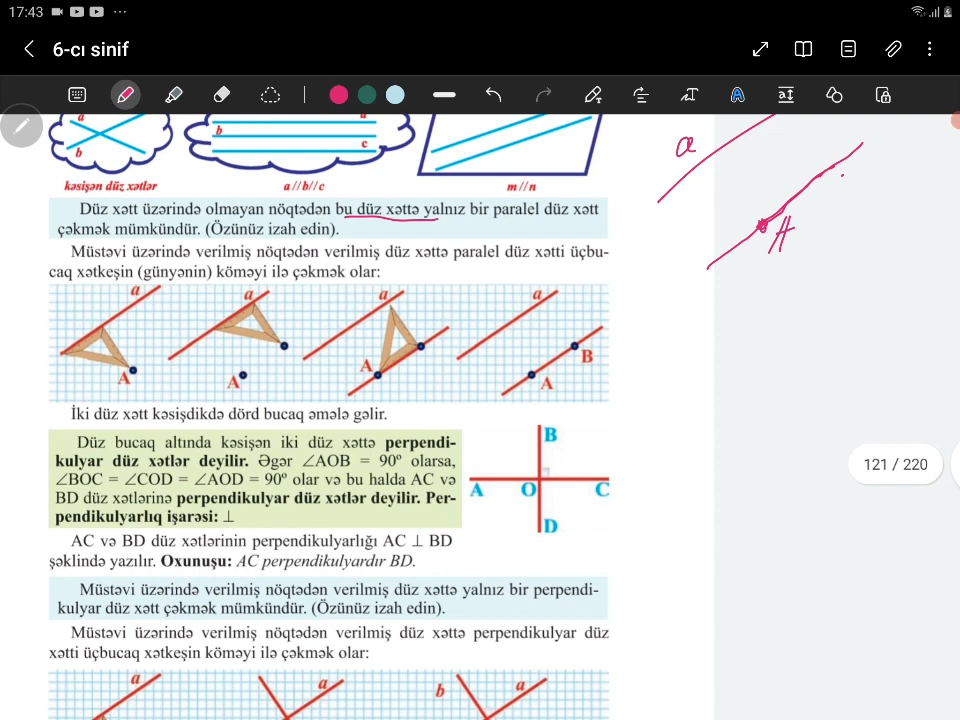 17:43
6-cı sinif
a
b
b
a
c
kəsişən düz xətlər
a//b//c
m//n
a
A
Düz xətt üzərində olmayan nöqtədən bu düz xəttə yalnız bir paralel düz xətt
çəkmək mümkündür. (Özünüz izah edin).
Müstəvi üzərində verilmiş nöqtədən verilmiş düz xəttə paralel düz xətti üçbu-
caq xətkeşin (günyənin) köməyi ilə çəkmək olar:
a
a
a
a
A
A
A
B
A
İki düz xətt kəsişdikdə dörd bucaq əmələ gəlir.
Düz bucaq altında kəsişən iki düz xəttə perpendi-
kulyar düz xətlər deyilir. Əgər ∠AOB = 90º olarsa,
∠BOC = ∠COD = ∠AOD = 90º olar və bu halda AC və
BD düz xətlərinə perpendikulyar düz xətlər deyilir. Per-
pendikulyarlıq işarəsi: ⊥
B
A
O
C
D
121 / 220
AC və BD düz xətlərinin perpendikulyarlığı AC ⊥ BD
şəklində yazılır. Oxunuşu: AC perpendikulyardır BD.
Müstəvi üzərində verilmiş nöqtədən verilmiş düz xəttə yalnız bir perpendi-
kulyar düz xətt çəkmək mümkündür. (Özünüz izah edin).
Müstəvi üzərində verilmiş nöqtədən verilmiş düz xəttə perpendikulyar düz
xətti üçbucaq xətkeşin köməyi ilə çəkmək olar:
a
a
b
a